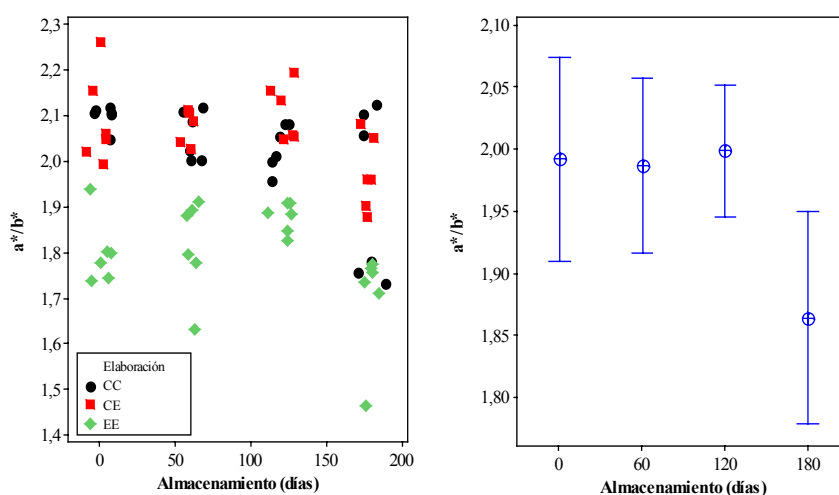 2,3
2,2
2,1
2,0
1,9
1,8
1,7
1,6
1,5
1,4
a*/b*
Elaboración
CC
CE
EE
0 50 100 150 200
Almacenamiento (días)
2,10
2,05
2,00
1,95
1,90
1,85
1,80
a*/b*
0 60 120 180
Almacenamiento (días)